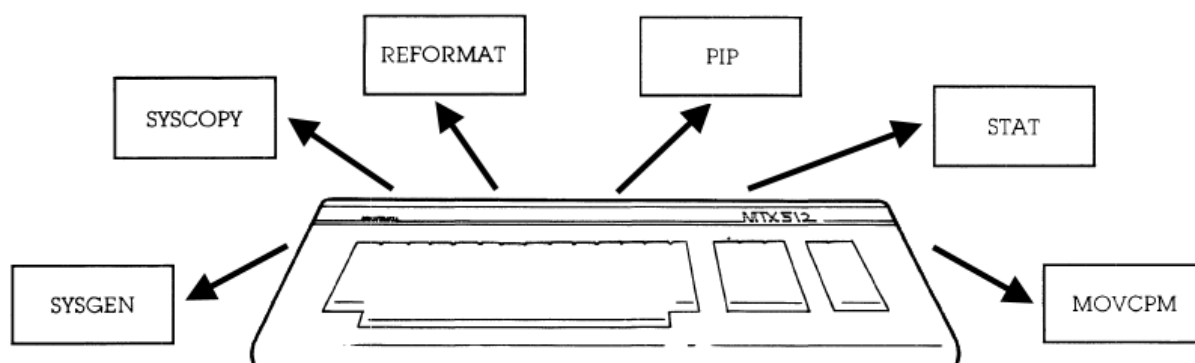 REFORMAT
PIP
SYSCOPY
STAT
MTX512
SYSGEN
MOVCPM